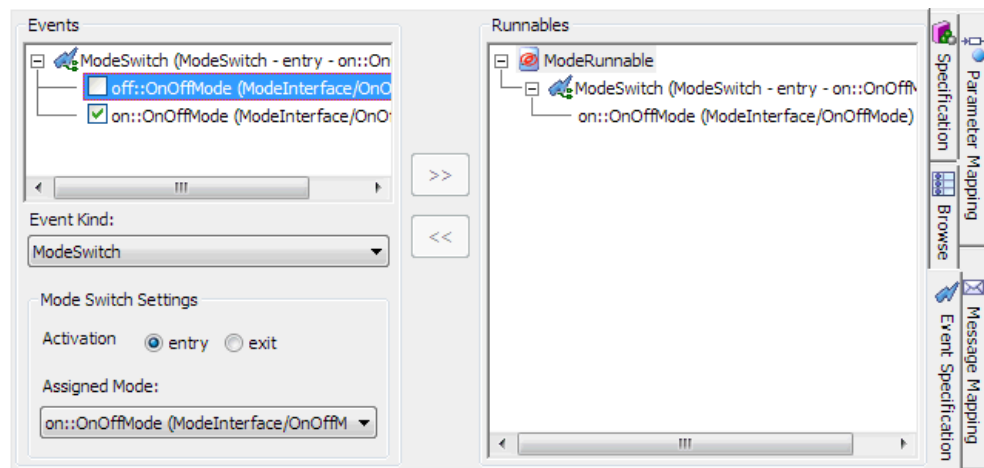 Events
ModeSwitch (ModeSwitch - entry - on::On
off::OnOffMode (ModeInterface/OnO
on::OnOffMode (ModeInterface/OnO
Event Kind:
ModeSwitch
Mode Switch Settings
Activation
entry
exit
Assigned Mode:
on::OnOffMode (ModeInterface/OnOffM
>>
<<
Runnables
ModeRunnable
ModeSwitch (ModeSwitch - entry - on::OnOff
on::OnOffMode (ModeInterface/OnOffMode)
Specification
Browse
Event Specification
Parameter Mapping
Message Mapping